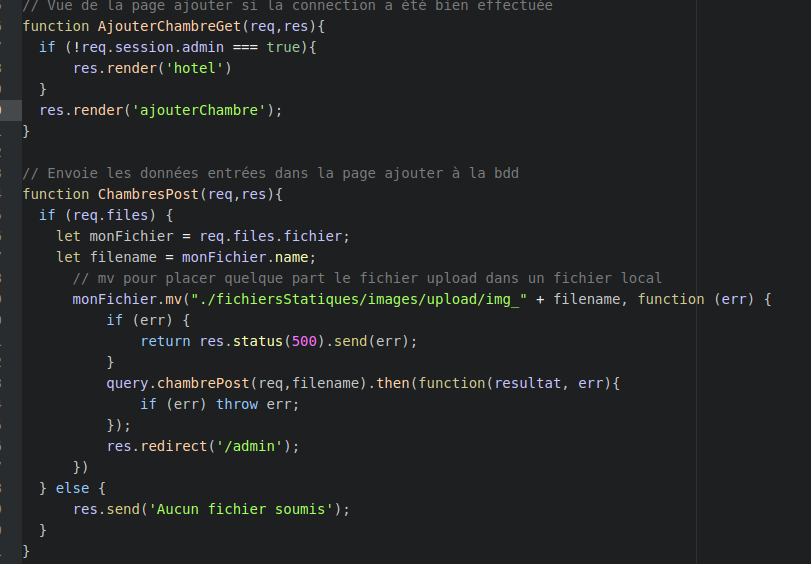 // Vue de la page ajouter si la connection a été bien effectuée
function AjouterChambreGet(req,res){
  if (!req.session.admin === true){
      res.render('hotel')
  }
  res.render('ajouterChambre');
}

// Envoie les données entrées dans la page ajouter à la bdd
function ChambresPost(req,res){
  if (req.files) {
    let monFichier = req.files.fichier;
    let filename = monFichier.name;
      // mv pour placer quelque part le fichier upload dans un fichier local
      monFichier.mv("./fichiersStatiques/images/upload/img_" + filename, function (err) {
          if (err) {
              return res.status(500).send(err);
          }
          query.chambrePost(req,filename).then(function(resultat, err){
              if (err) throw err;
          });
          res.redirect('/admin');
      })
  } else {
      res.send('Aucun fichier soumis');
  }
}